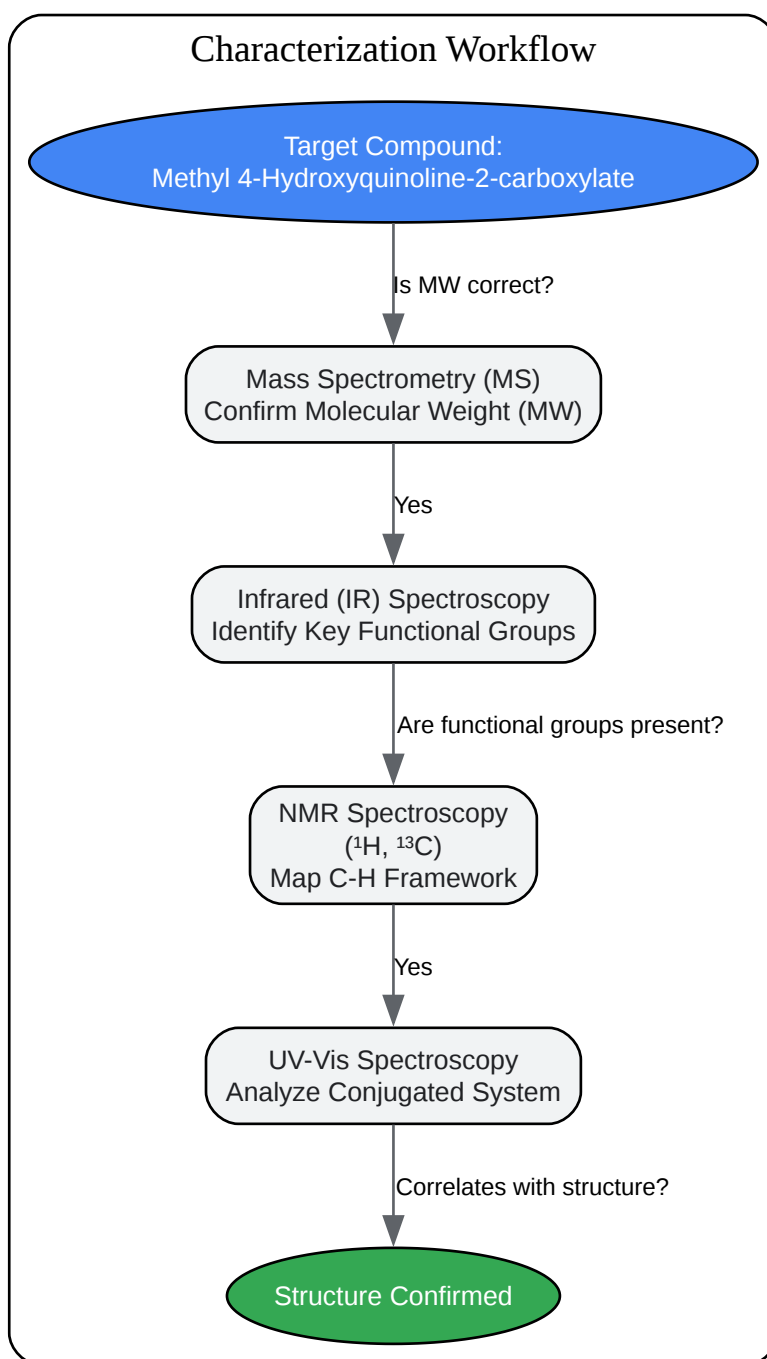 Characterization Workflow
Target Compound:
Methyl 4-Hydroxyquinoline-2-carboxylate
Is MW correct?
Mass Spectrometry (MS)
Confirm Molecular Weight (MW)
Yes
Infrared (IR) Spectroscopy
Identify Key Functional Groups
Are functional groups present?
NMR Spectroscopy
(¹H, ¹³C)
Map C-H Framework
Yes
UV-Vis Spectroscopy
Analyze Conjugated System
Correlates with structure?
Structure Confirmed